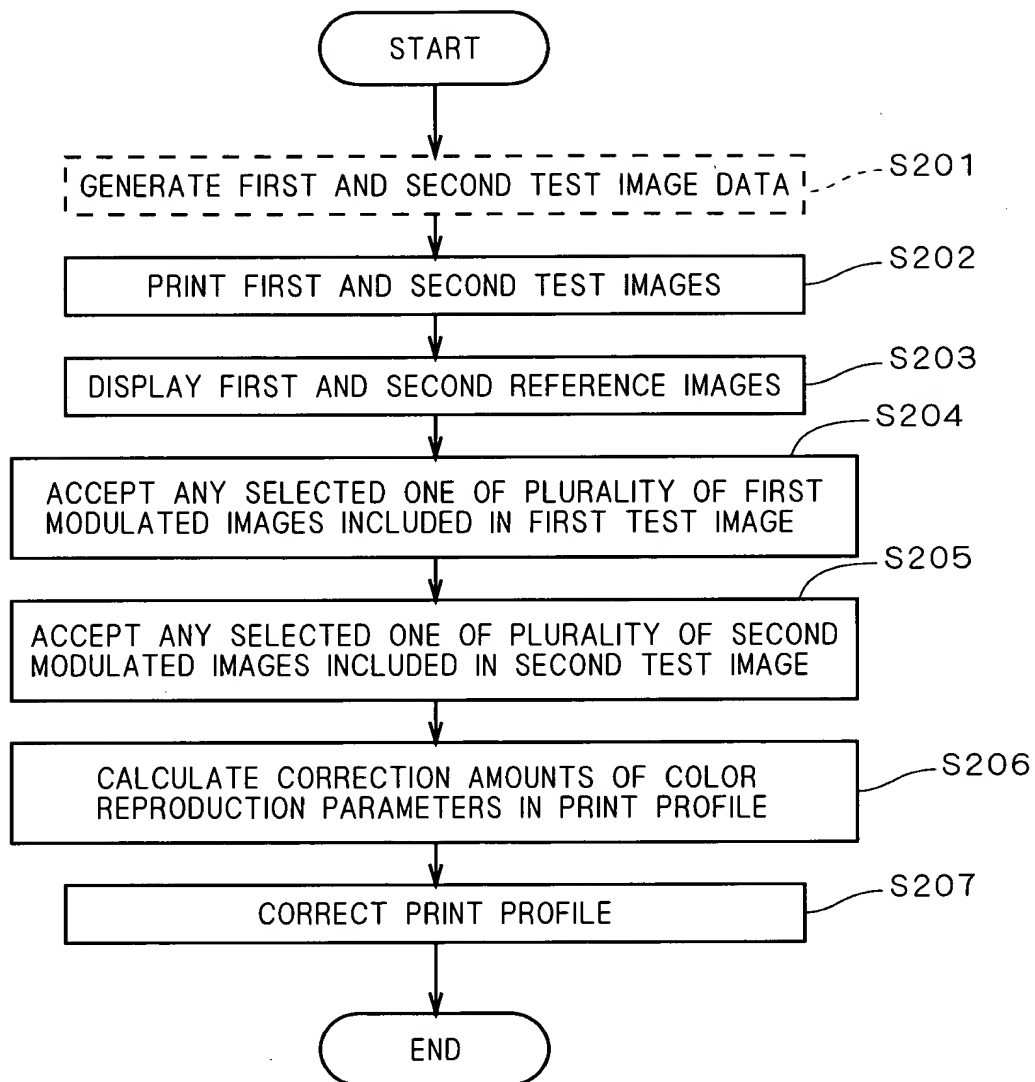 START
GENERATE FIRST AND SECOND TEST IMAGE DATA
S201
PRINT FIRST AND SECOND TEST IMAGES
S202
DISPLAY FIRST AND SECOND REFERENCE IMAGES
S203
S204
ACCEPT ANY SELECTED ONE OF PLURALITY OF FIRST
MODULATED IMAGES INCLUDED IN FIRST TEST IMAGE
S205
ACCEPT ANY SELECTED ONE OF PLURALITY OF SECOND
MODULATED IMAGES INCLUDED IN SECOND TEST IMAGE
CALCULATE CORRECTION AMOUNTS OF COLOR
REPRODUCTION PARAMETERS IN PRINT PROFILE
S206
CORRECT PRINT PROFILE
S207
END